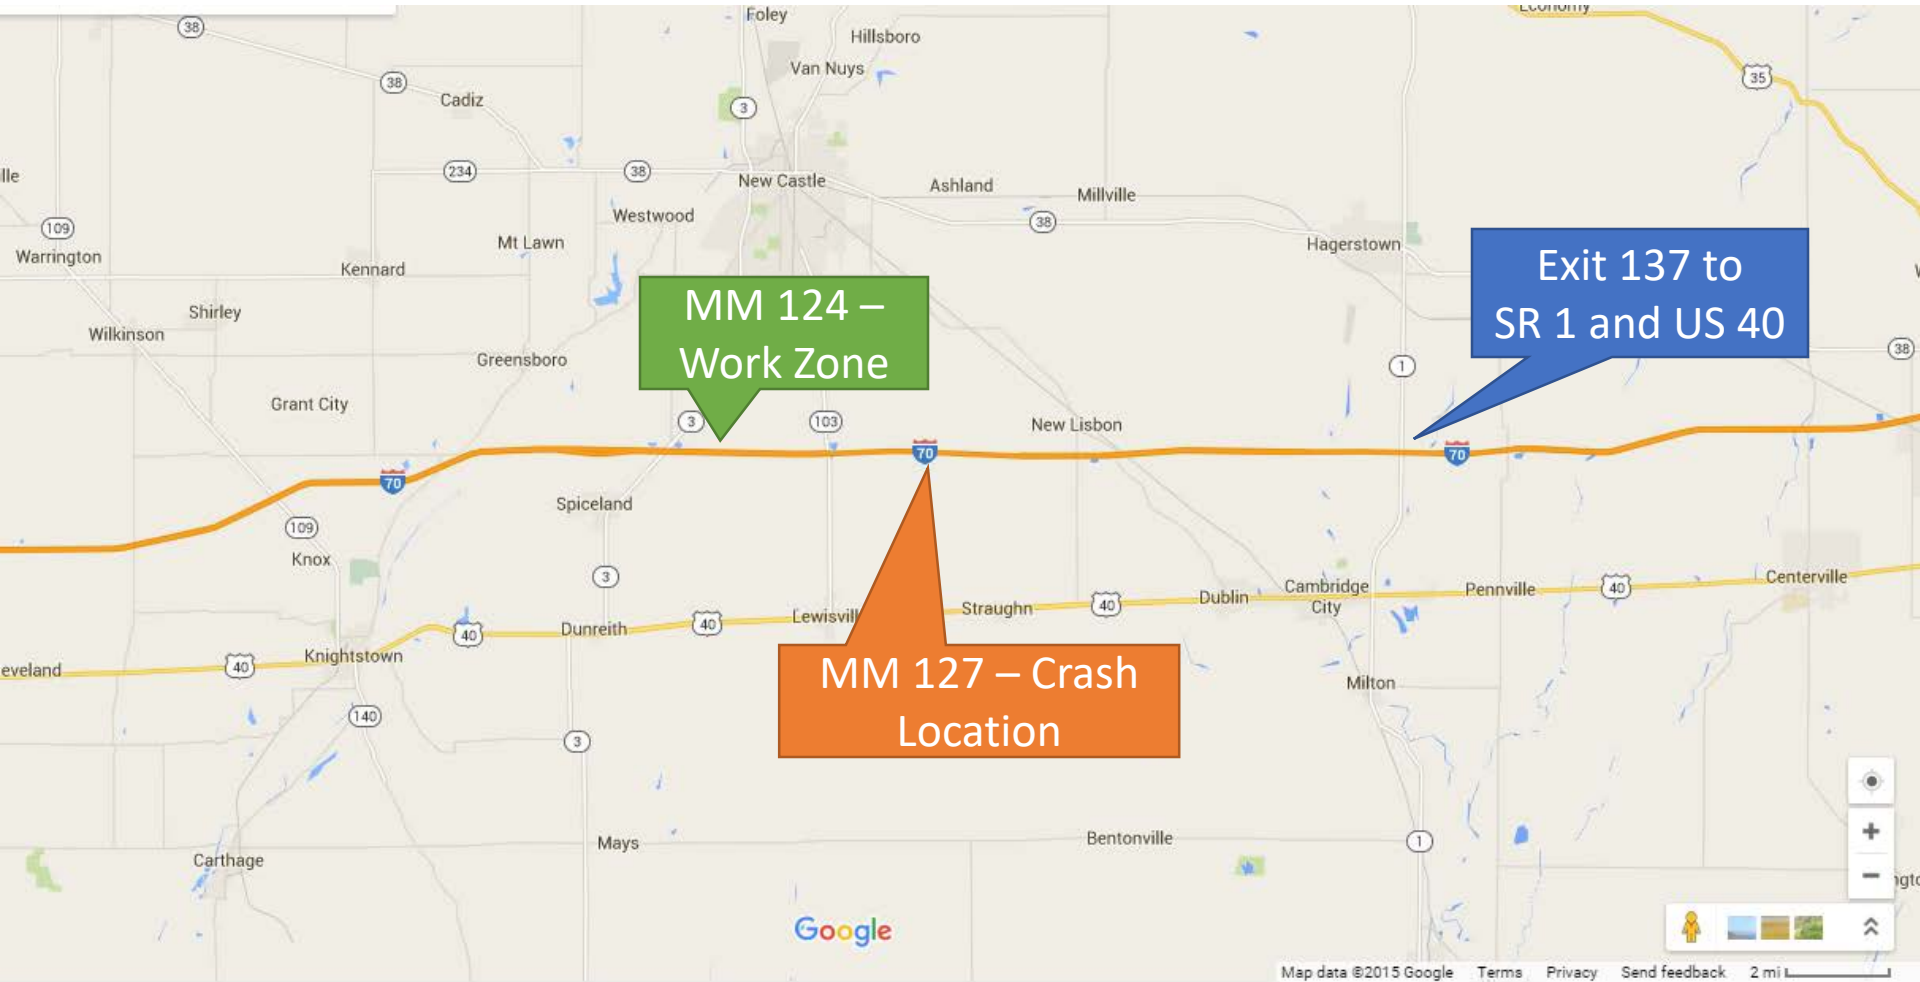 Foley
Economy
38
Hillsboro
Van Nuys
38
35
Cadiz
3
234
38
New Castle
Ashland
Millville
lle
Westwood
109
38
Mt Lawn
Hagerstown
Warrington
Kennard
Exit 137 to
SR 1 and US 40
MM 124 –
Work Zone
Shirley
Wilkinson
Greensboro
1
38
Grant City
3
103
New Lisbon
70
70
70
Spiceland
109
Knox
3
Cambridge
City
Pennville
40
Centerville
Dublin
40
Straughn
Lewisvill
40
Dunreith
40
Knightstown
40
eveland
MM 127 – Crash
Location
Milton
140
3
Mays
Bentonville
1
Carthage
+
−
ngto
Google
Map data ©2015 Google Terms Privacy Send feedback 2 mi